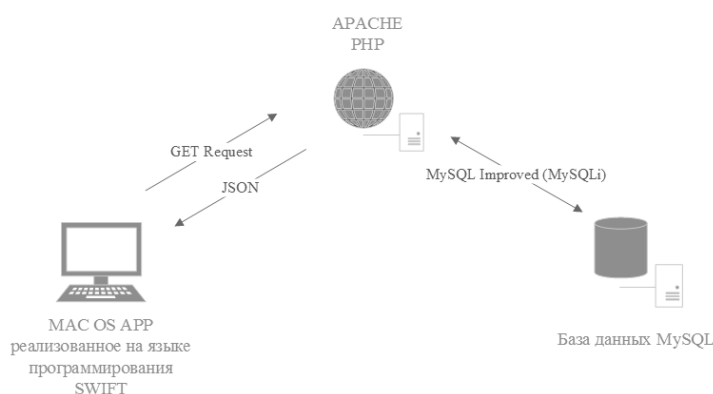 APACHE
PHP
GET Request
JSON
MySQL Improved (MySQLi)
MAC OS APP
реализованное на языке
программирования
SWIFT
База данных MySQL